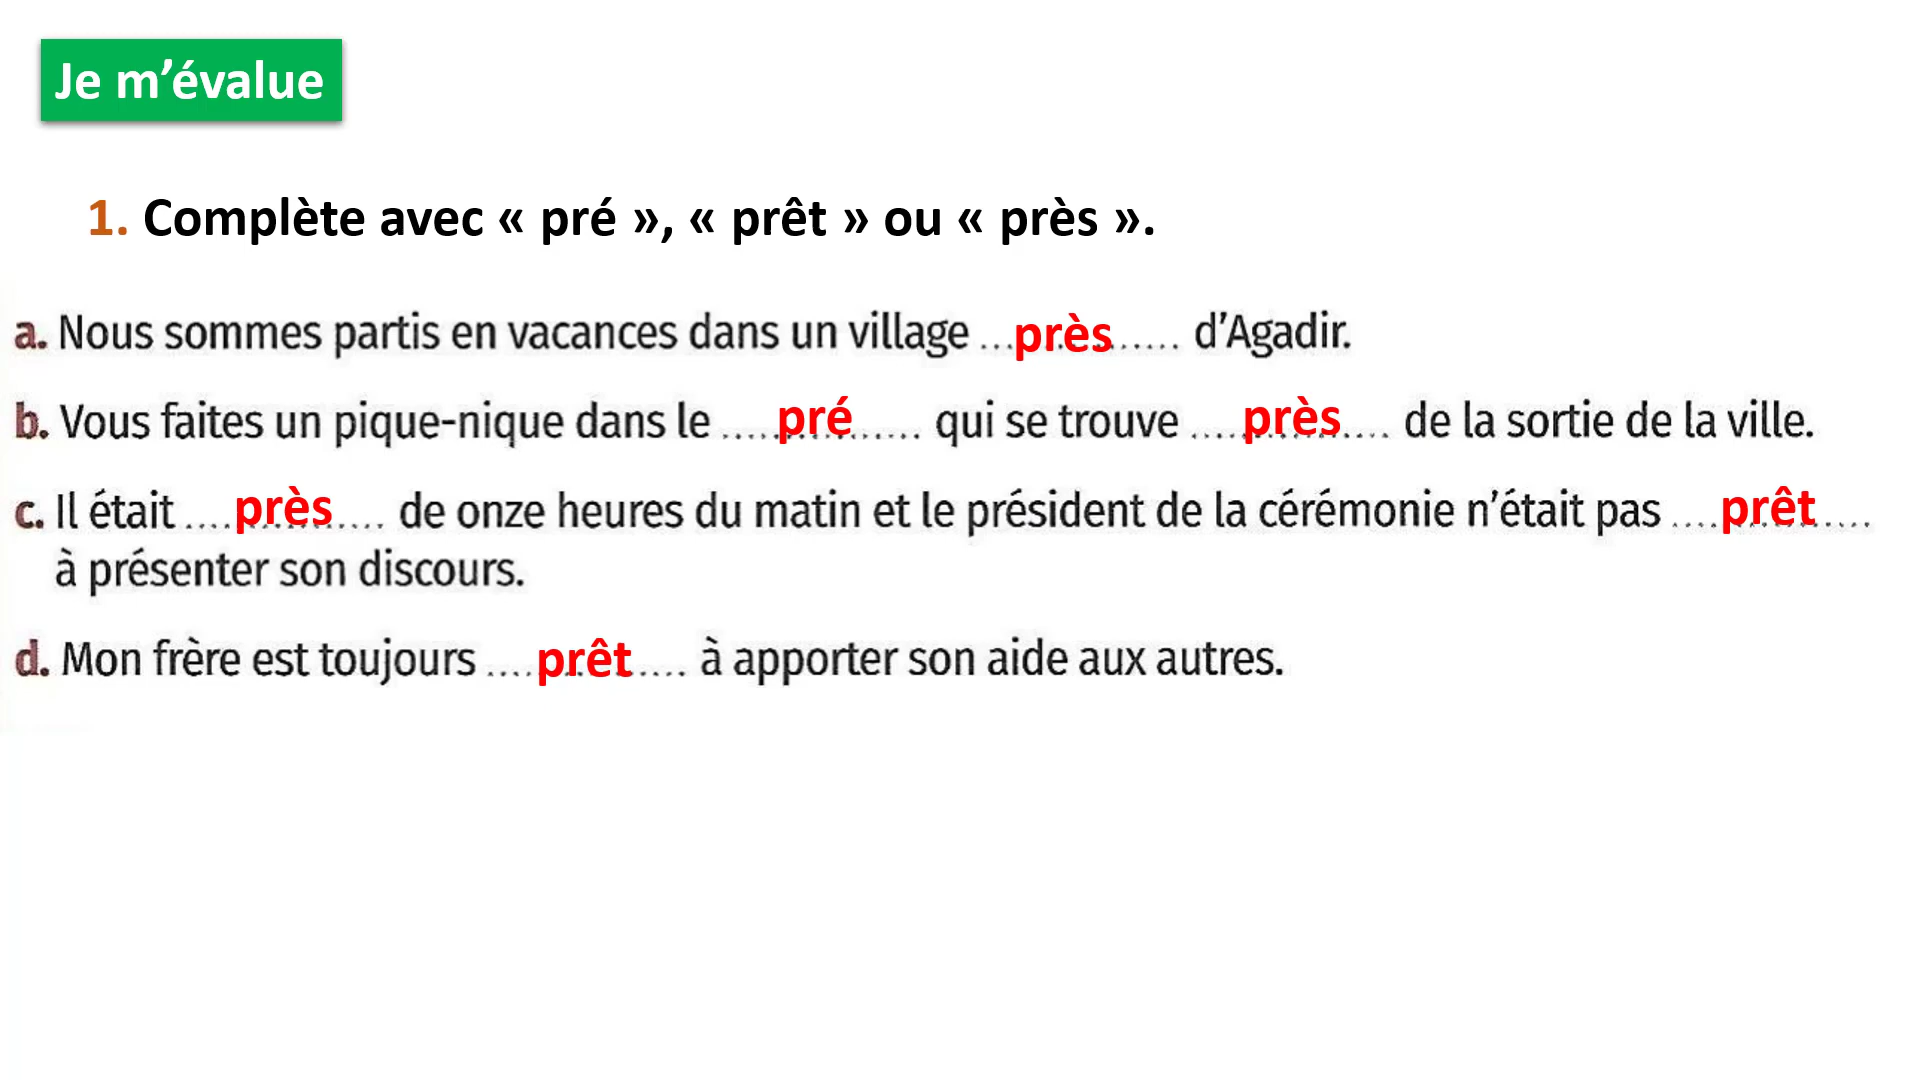 Je m’évalue
1. Complète avec « pré », « prêt » ou « près ».
a. Nous sommes partis en vacances dans un village ... près ...... d’Agadir.
b. Vous faites un pique-nique dans le .... pré ...... qui se trouve .... près .... de la sortie de la ville.
c. Il était .... près .... de onze heures du matin et le président de la cérémonie n’était pas .... prêt ....
à présenter son discours.
d. Mon frère est toujours .... prêt .... à apporter son aide aux autres.